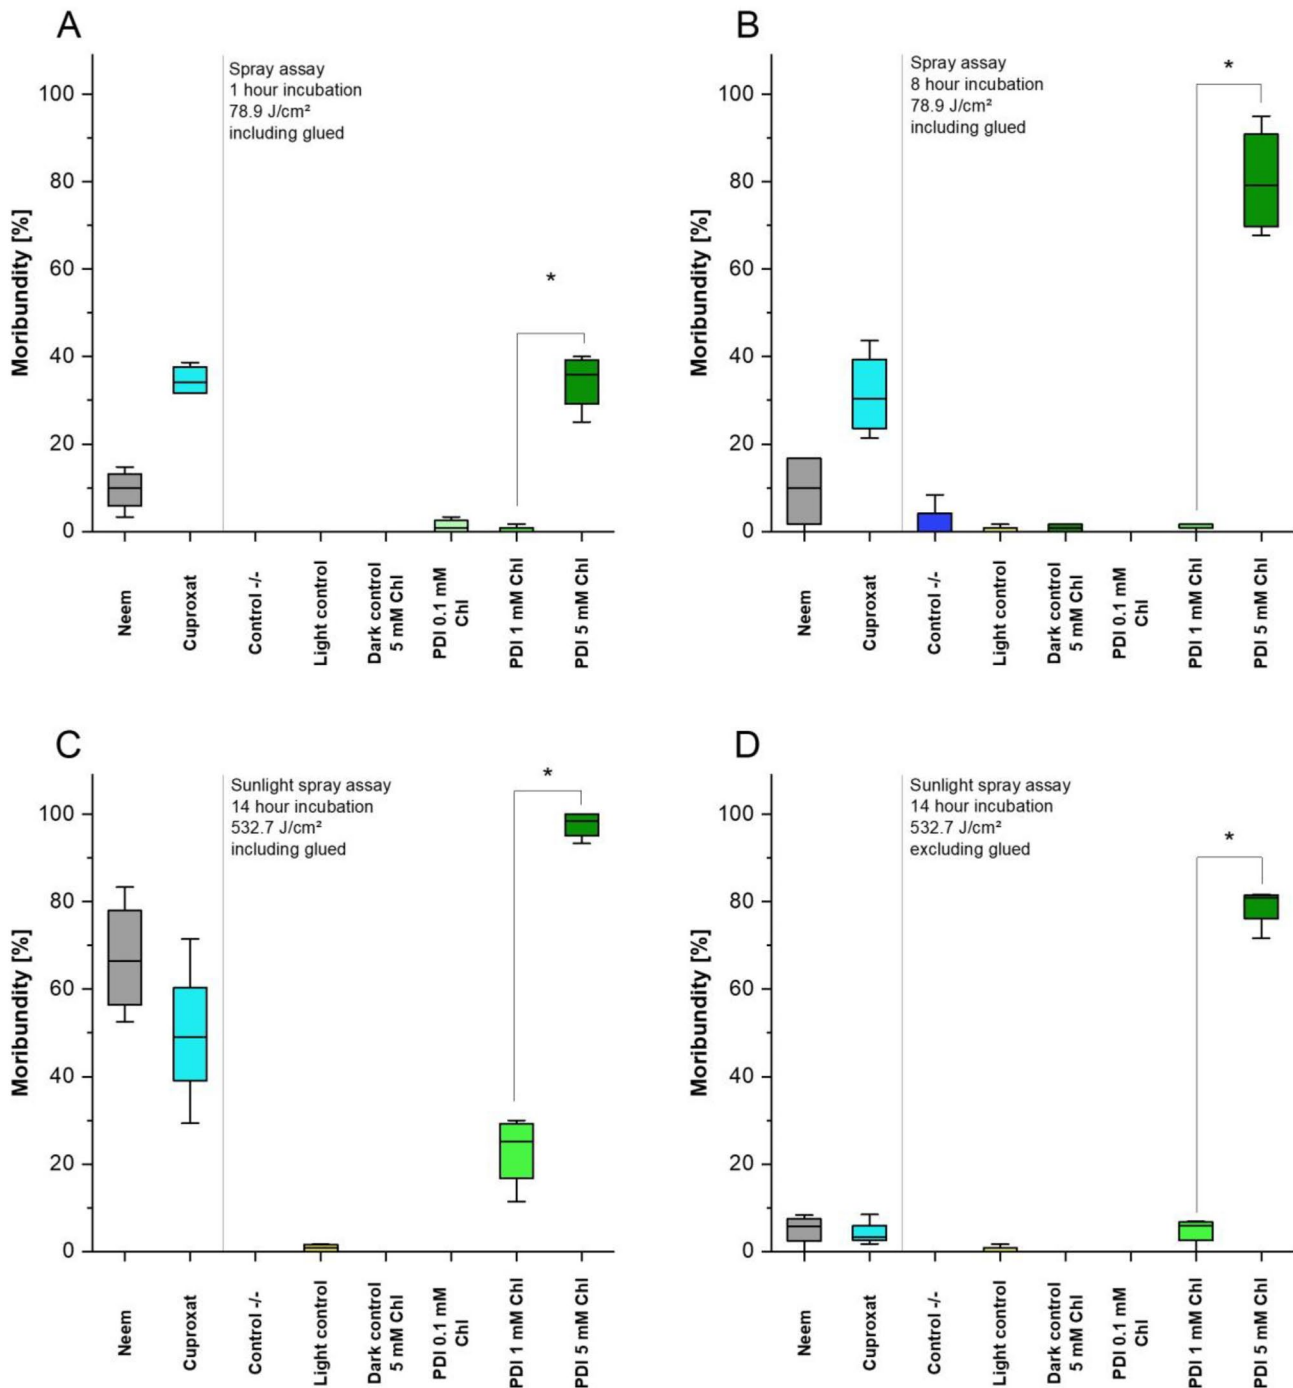 A
Spray assay
1 hour incubation
78.9 J/cm²
including glued
Moribundity [%]
100
80
60
40
20
0
*
Neem
Cuproxat
Control -/-
Light control
Dark control
5 mM Chl
PDI 0.1 mM
Chl
PDI 1 mM Chl
PDI 5 mM Chl
B
Spray assay
8 hour incubation
78.9 J/cm²
including glued
Moribundity [%]
100
80
60
40
20
0
*
Neem
Cuproxat
Control -/-
Light control
Dark control
5 mM Chl
PDI 0.1 mM
Chl
PDI 1 mM Chl
PDI 5 mM Chl
C
Sunlight spray assay
14 hour incubation
532.7 J/cm²
including glued
Moribundity [%]
100
80
60
40
20
0
*
Neem
Cuproxat
Control -/-
Light control
Dark control
5 mM Chl
PDI 0.1 mM
Chl
PDI 1 mM Chl
PDI 5 mM Chl
D
Sunlight spray assay
14 hour incubation
532.7 J/cm²
excluding glued
Moribundity [%]
100
80
60
40
20
0
*
Neem
Cuproxat
Control -/-
Light control
Dark control
5 mM Chl
PDI 0.1 mM
Chl
PDI 1 mM Chl
PDI 5 mM Chl